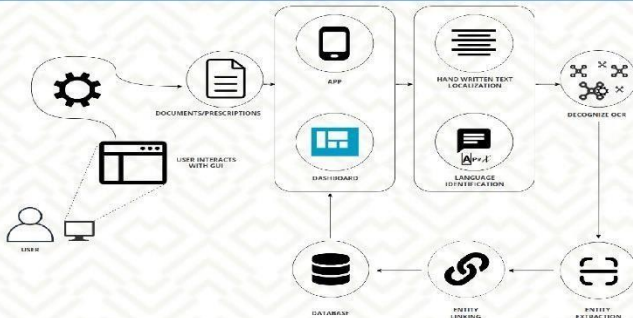 APP
HAND WRITTEN TEXT
LOCALIZATION
DOCUMENTS/PRESCRIPTIONS
DECOGNIZE OCR
USER INTERACTS
WITH GUI
DASHBOARD
LANGUAGE
IDENTIFICATION
USER
DATABASE
ENTITY
LINKING
ENTITY
EXTRACTION